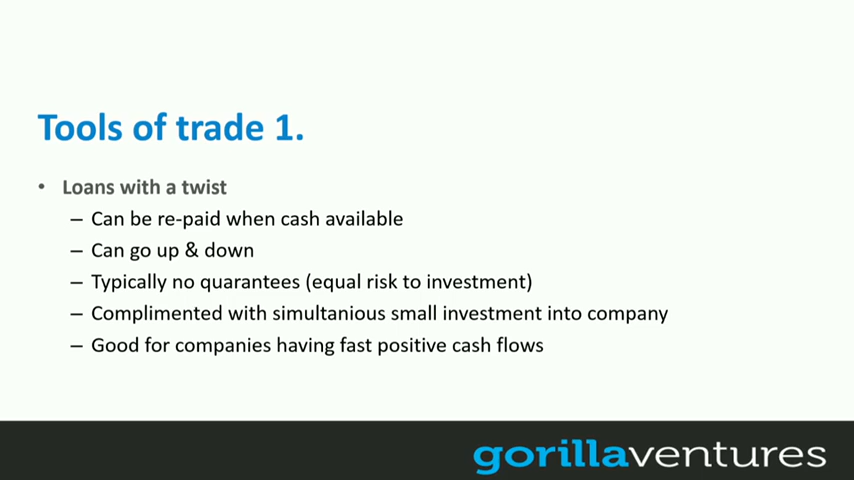 Tools of trade 1.
• Loans with a twist
– Can be re-paid when cash available
– Can go up & down
– Typically no quarantees (equal risk to investment)
– Complimented with simultanious small investment into company
– Good for companies having fast positive cash flows
gorillaventures